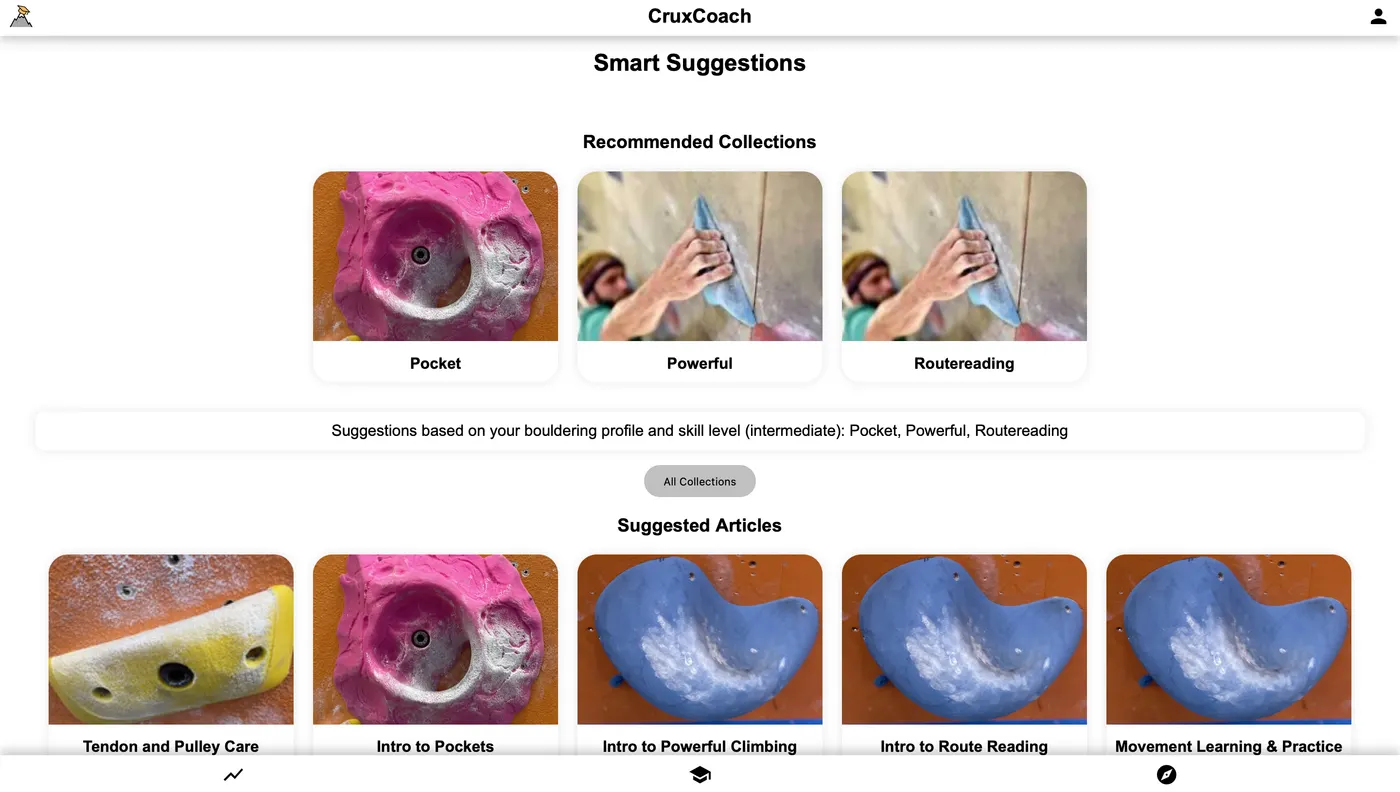 CruxCoach
Smart Suggestions
Recommended Collections
Pocket
Powerful
Routereading
Suggestions based on your bouldering profile and skill level (intermediate): Pocket, Powerful, Routereading
All Collections
Suggested Articles
Tendon and Pulley Care
Intro to Pockets
Intro to Powerful Climbing
Intro to Route Reading
Movement Learning & Practice